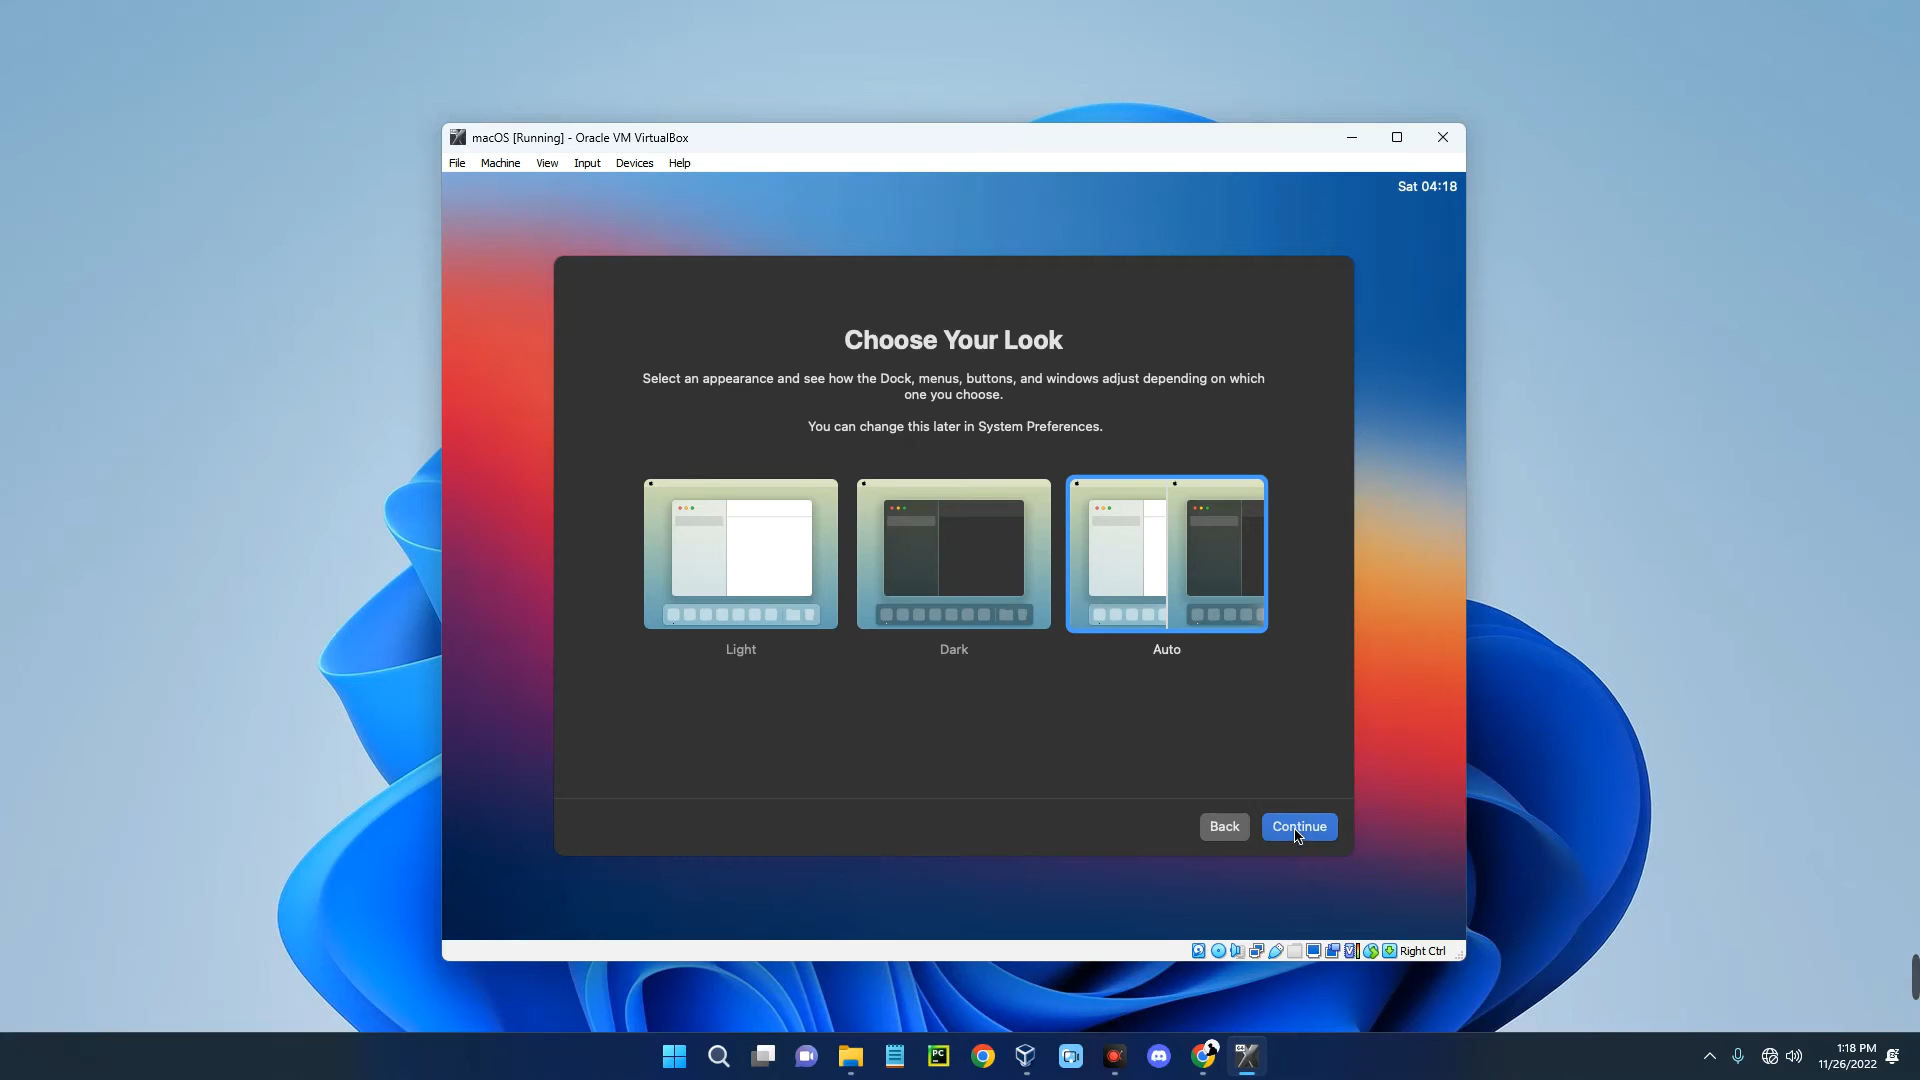 macOS [Running] - Oracle VM VirtualBox
File Machine View Input Devices Help
Sat 04:18
Choose Your Look
Select an appearance and see how the Dock, menus, buttons, and windows adjust depending on which
one you choose.
You can change this later in System Preferences.
Light Dark Auto
Back Continue
Right Ctrl
PC
1:18 PM
11/26/2022